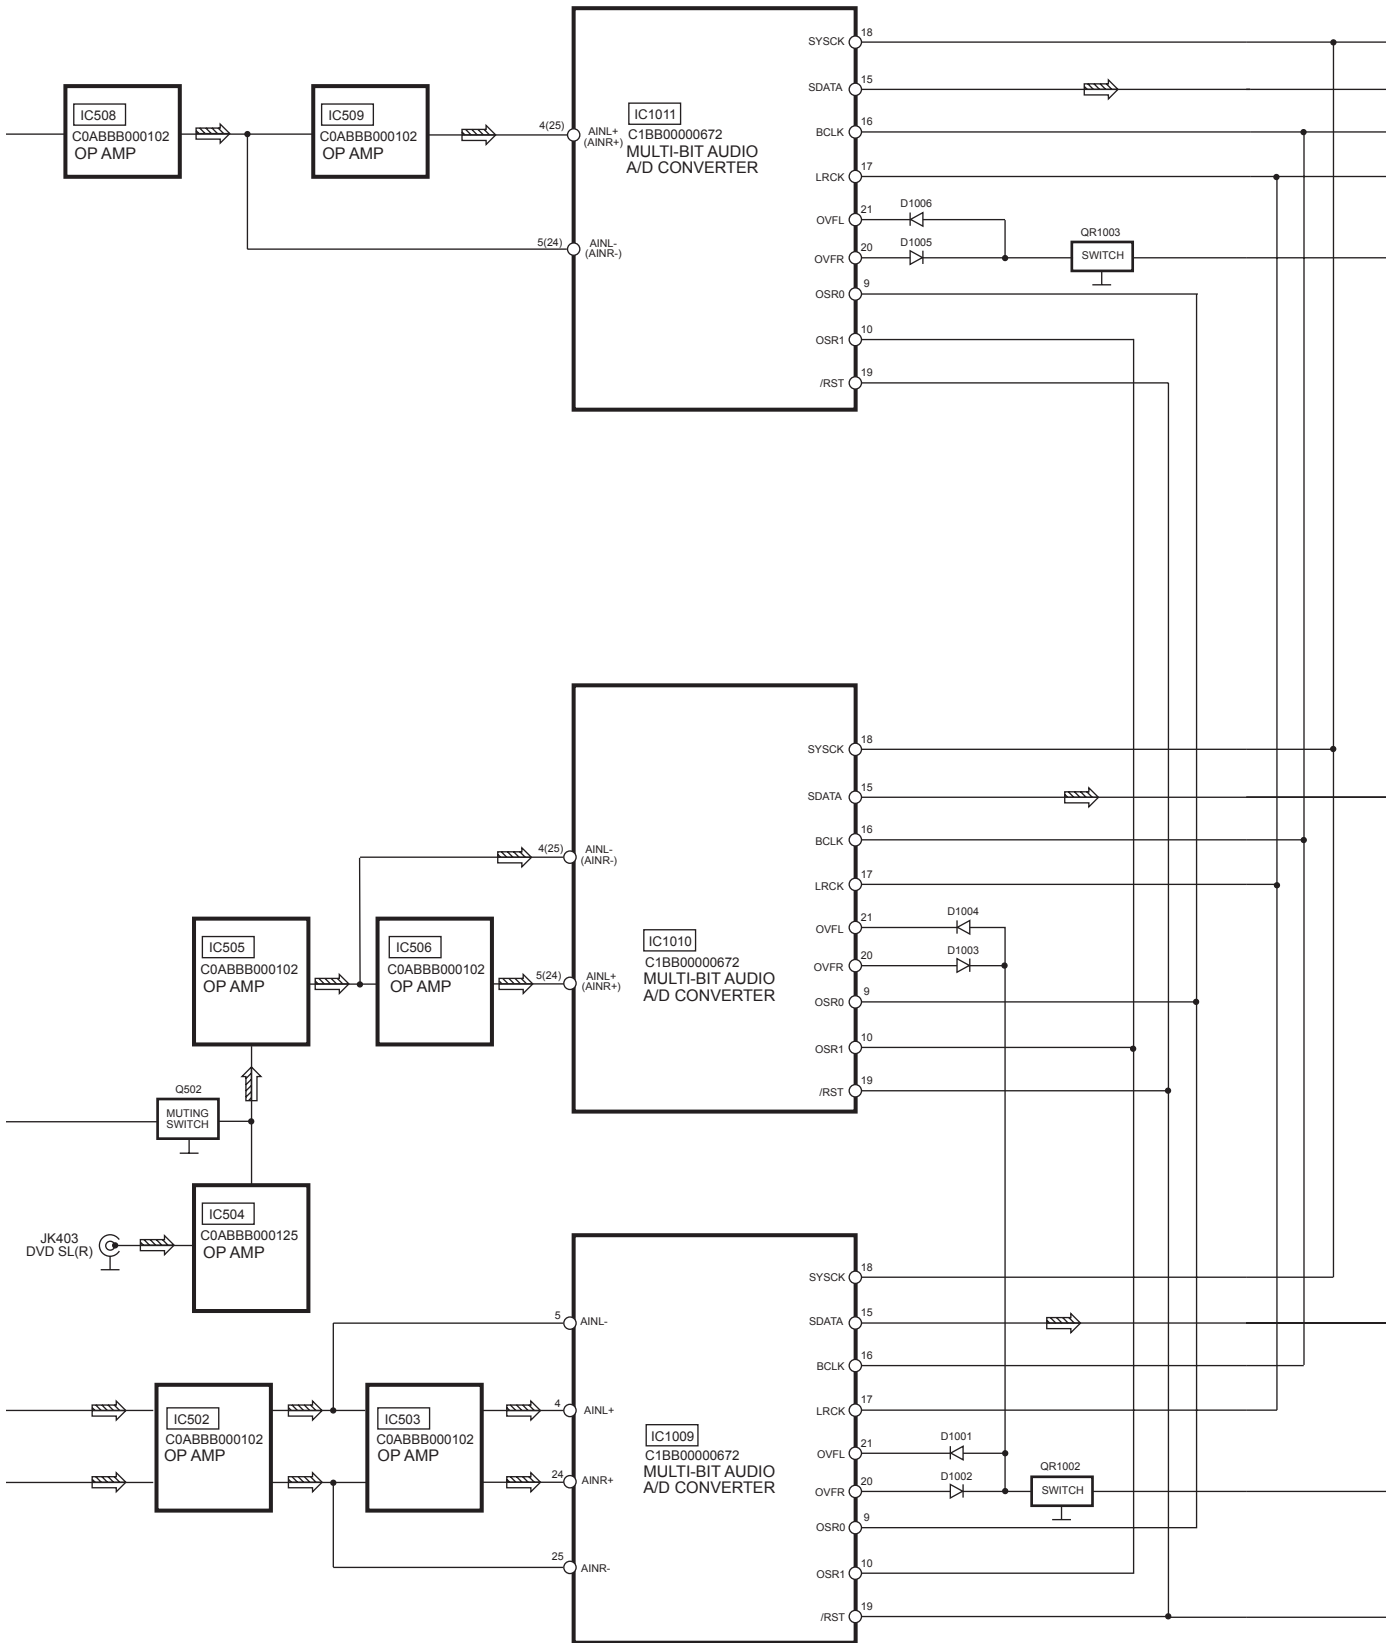 IC508
C0ABBB000102
OP AMP
IC509
C0ABBB000102
OP AMP
4(25)
AINL+
(AINR+)
5(24)
AINL-
(AINR-)
IC1011
C1BB00000672
MULTI-BIT AUDIO
A/D CONVERTER
SYSCK
18
SDATA
15
BCLK
16
LRCK
17
OVFL
21
D1006
OVFR
20
D1005
QR1003
SWITCH
OSR0
9
OSR1
10
/RST
19
IC505
C0ABBB000102
OP AMP
IC506
C0ABBB000102
OP AMP
4(25)
AINL-
(AINR-)
5(24)
AINL+
(AINR+)
IC1010
C1BB00000672
MULTI-BIT AUDIO
A/D CONVERTER
SYSCK
18
SDATA
15
BCLK
16
LRCK
17
OVFL
21
D1004
OVFR
20
D1003
OSR0
9
OSR1
10
/RST
19
Q502
MUTING
SWITCH
JK403
DVD SL(R)
IC504
C0ABBB000125
OP AMP
IC502
C0ABBB000102
OP AMP
IC503
C0ABBB000102
OP AMP
5
AINL-
4
AINL+
24
AINR+
25
AINR-
IC1009
C1BB00000672
MULTI-BIT AUDIO
A/D CONVERTER
SYSCK
18
SDATA
15
BCLK
16
LRCK
17
OVFL
21
D1001
OVFR
20
D1002
QR1002
SWITCH
OSR0
9
OSR1
10
/RST
19